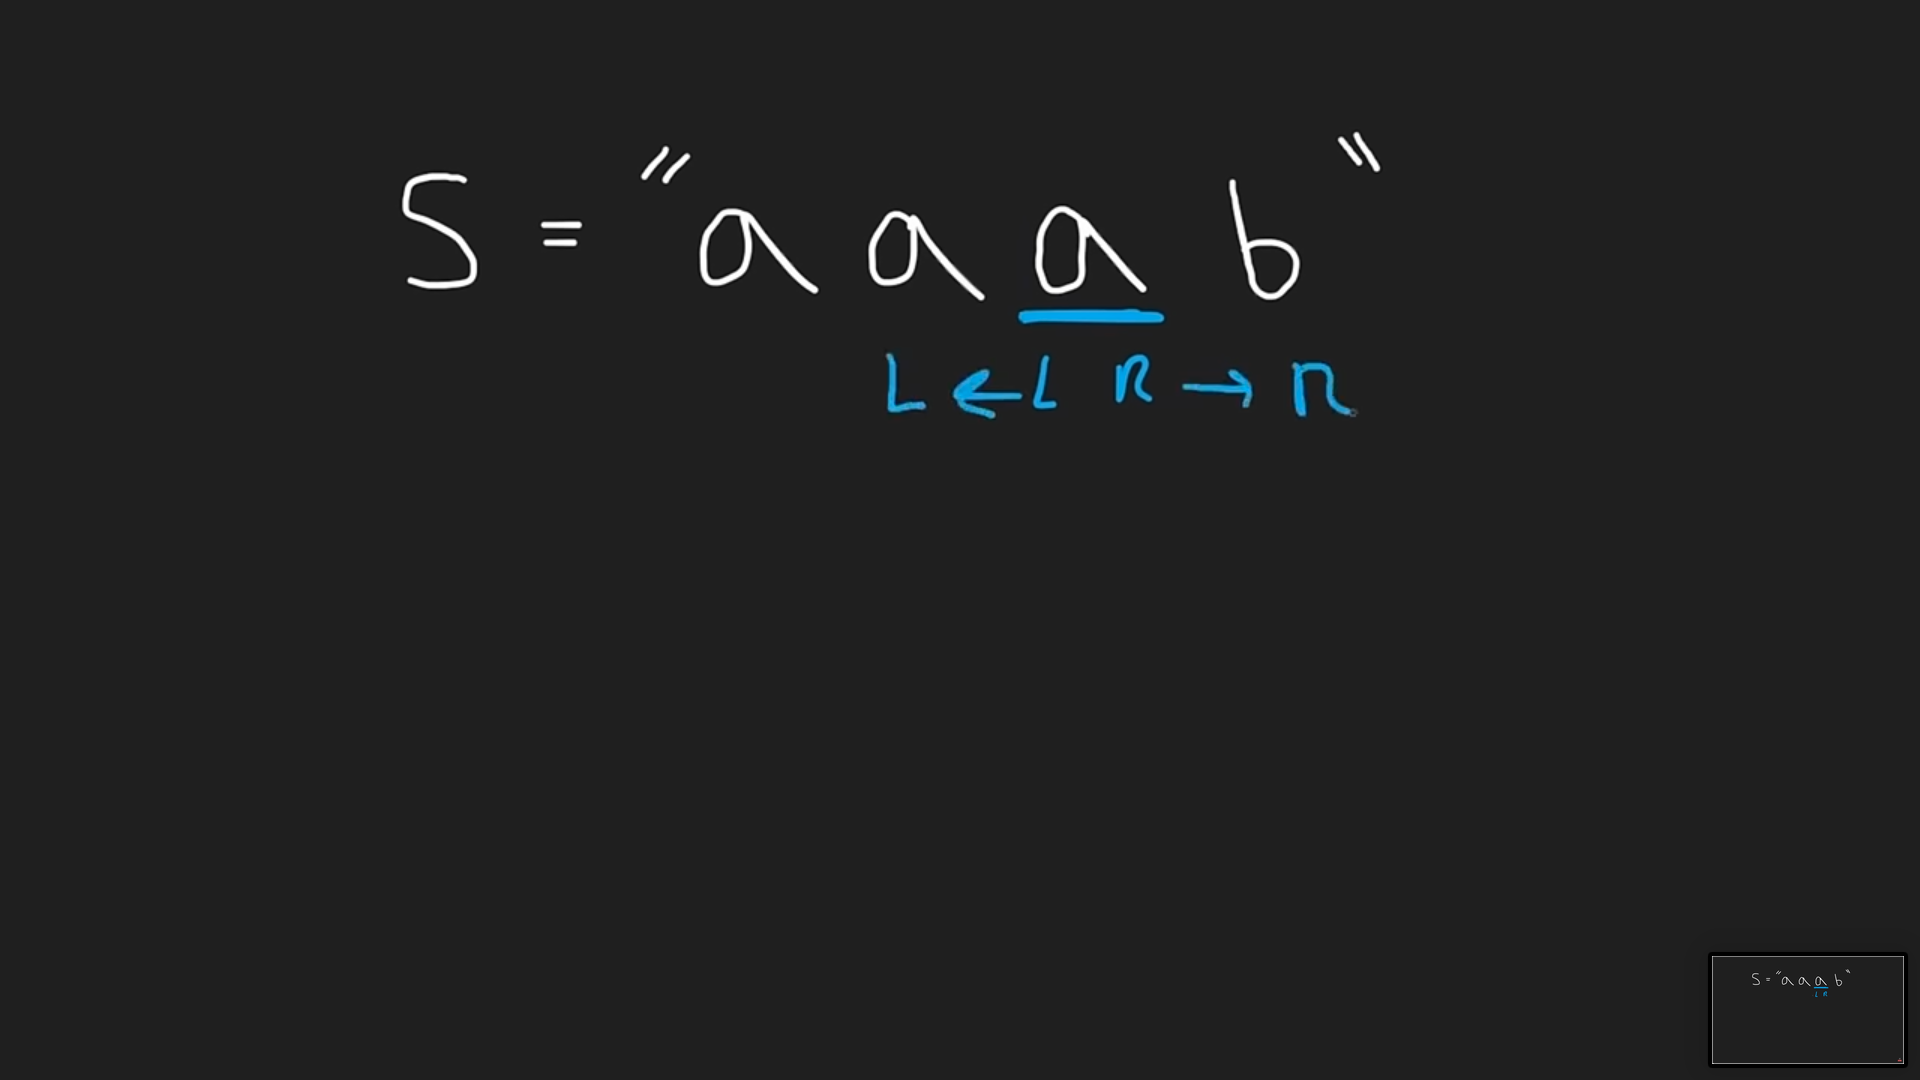 S = "a a a b"
L ← L R → R
S = "a a a b"
L R